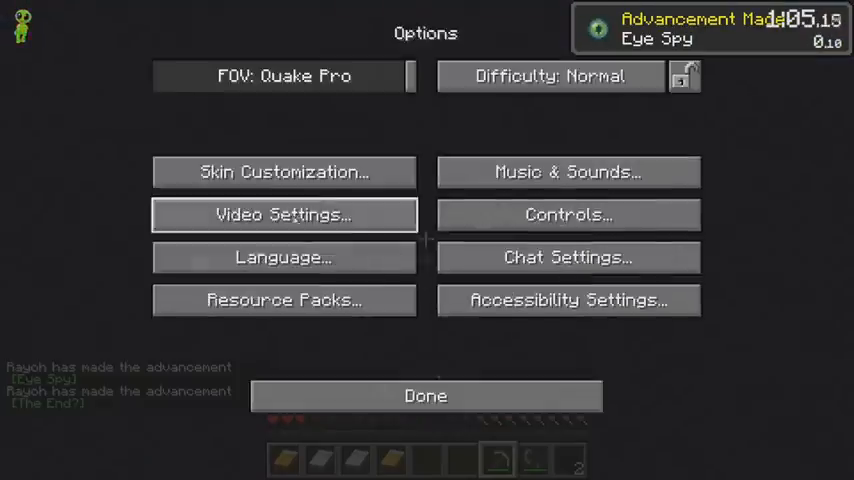 Options
Advancement Made
1:05.19
Eye Spy
0.10
FOV: Quake Pro
Difficulty: Normal
Skin Customization...
Music & Sounds...
Video Settings...
Controls...
Language...
Chat Settings...
Resource Packs...
Accessibility Settings...
Rayoh has made the advancement
[Eye Spy]
Rayoh has made the advancement
[The End?]
Done
2